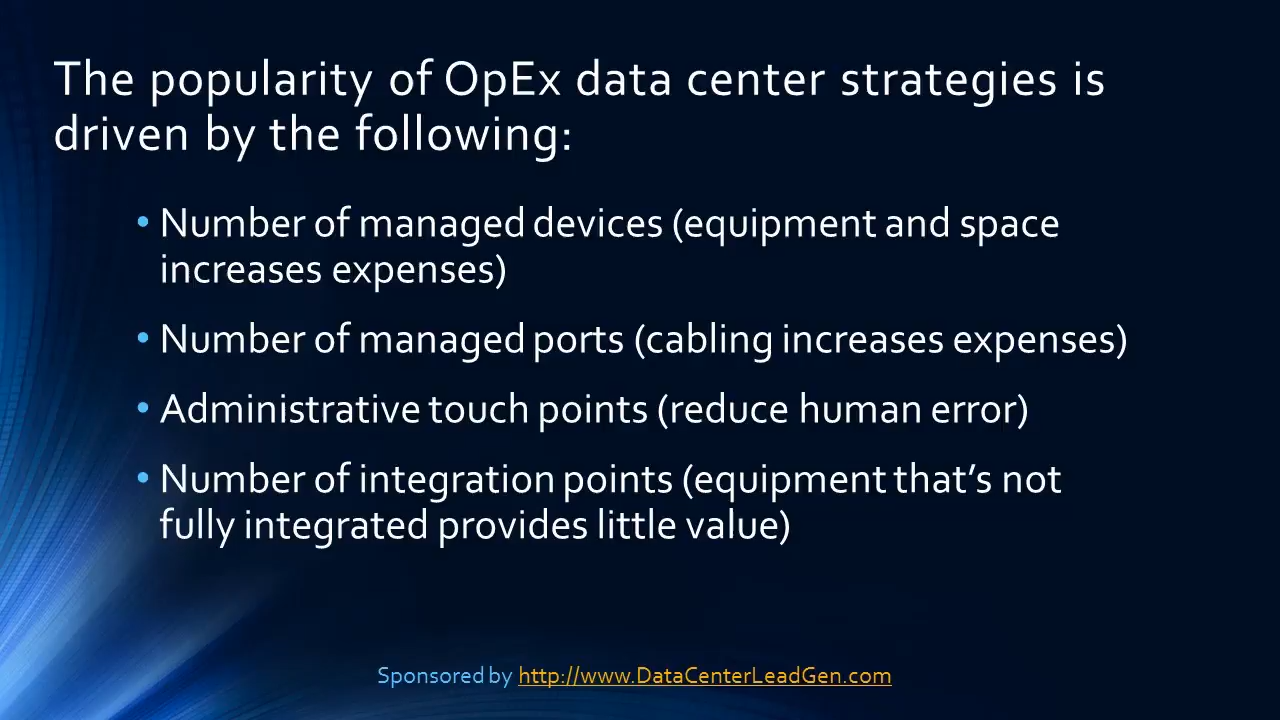 The popularity of OpEx data center strategies is
driven by the following:
• Number of managed devices (equipment and space
increases expenses)
• Number of managed ports (cabling increases expenses)
• Administrative touch points (reduce human error)
• Number of integration points (equipment that’s not
fully integrated provides little value)
Sponsored by http://www.DataCenterLeadGen.com